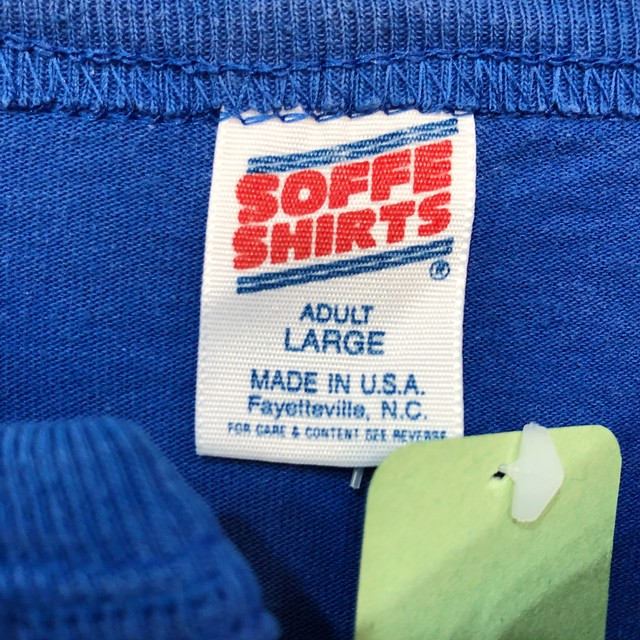 SOFFE
SHIRTS
®
ADULT
LARGE
MADE IN U.S.A.
Fayetteville, N.C.
FOR CARE & CONTENT SEE REVERSE